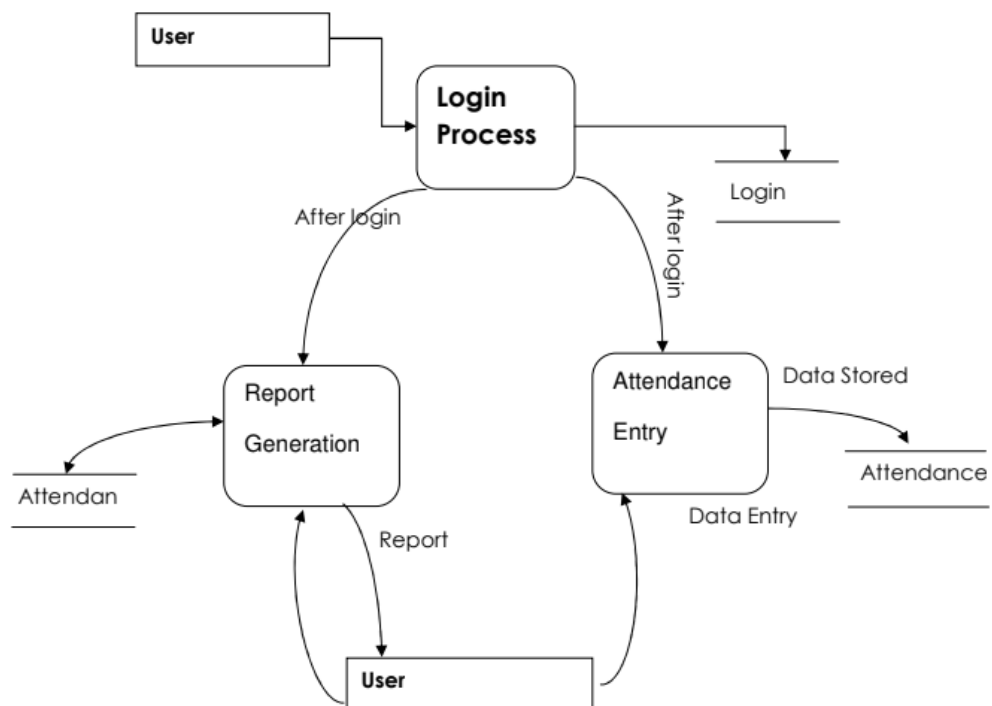 User
Login
Process
Login
After login
After login
Report
Generation
Attendance
Entry
Data Stored
Attendan
Attendance
Data Entry
Report
User